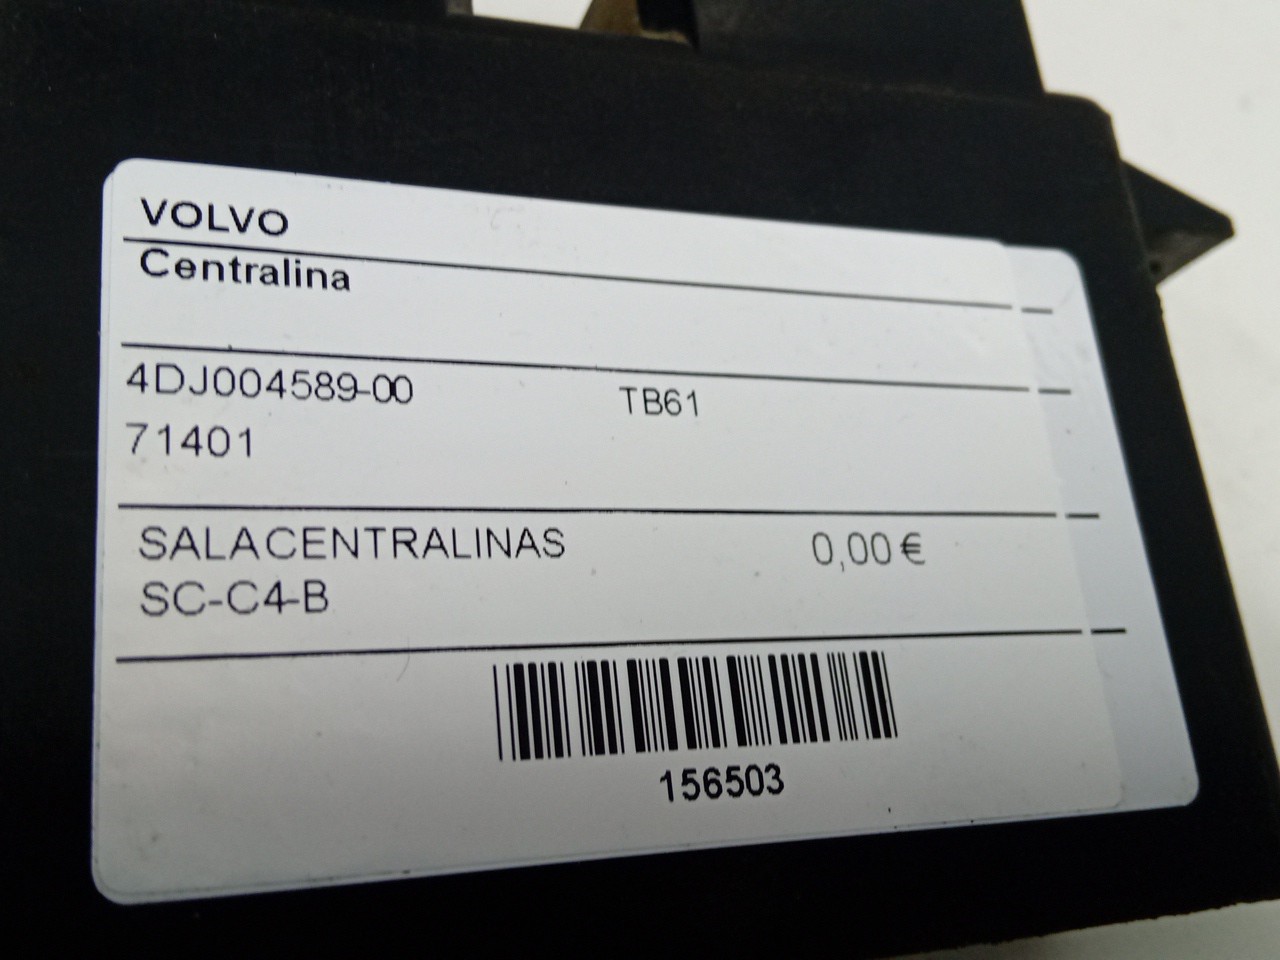 VOLVO
Centralina
4DJ004589-00 TB61
71401
SALACENTRALINAS 0,00 €
SC-C4-B
156503